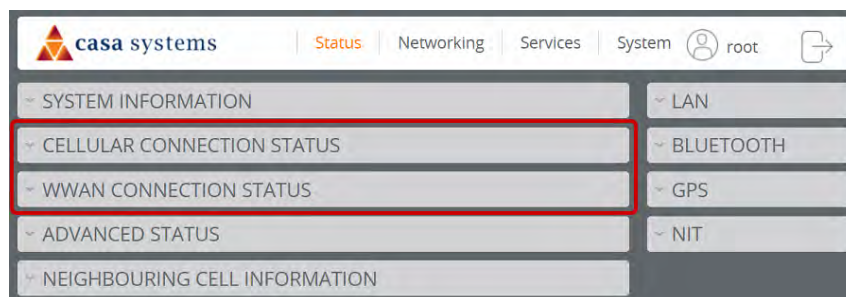 casa systems
Status
Networking
Services
System
root
SYSTEM INFORMATION
CELLULAR CONNECTION STATUS
WWAN CONNECTION STATUS
ADVANCED STATUS
NEIGHBOURING CELL INFORMATION
LAN
BLUETOOTH
GPS
NIT